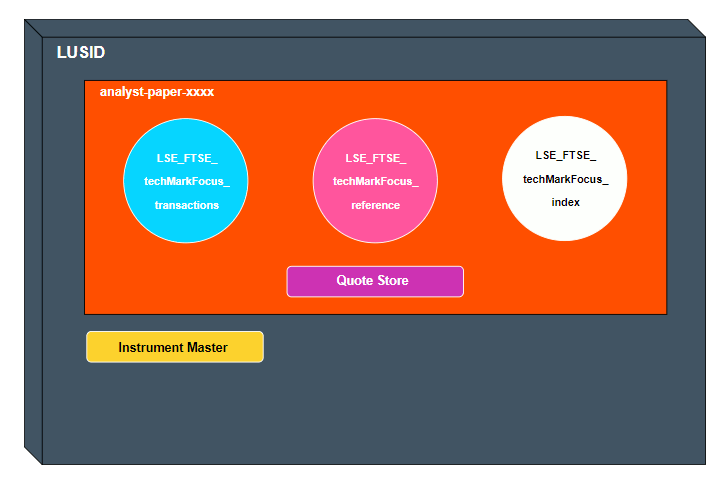 LUSID
analyst-paper-xxxx
LSE_FTSE_
techMarkFocus_
transactions
LSE_FTSE_
techMarkFocus_
reference
LSE_FTSE_
techMarkFocus_
index
Quote Store
Instrument Master